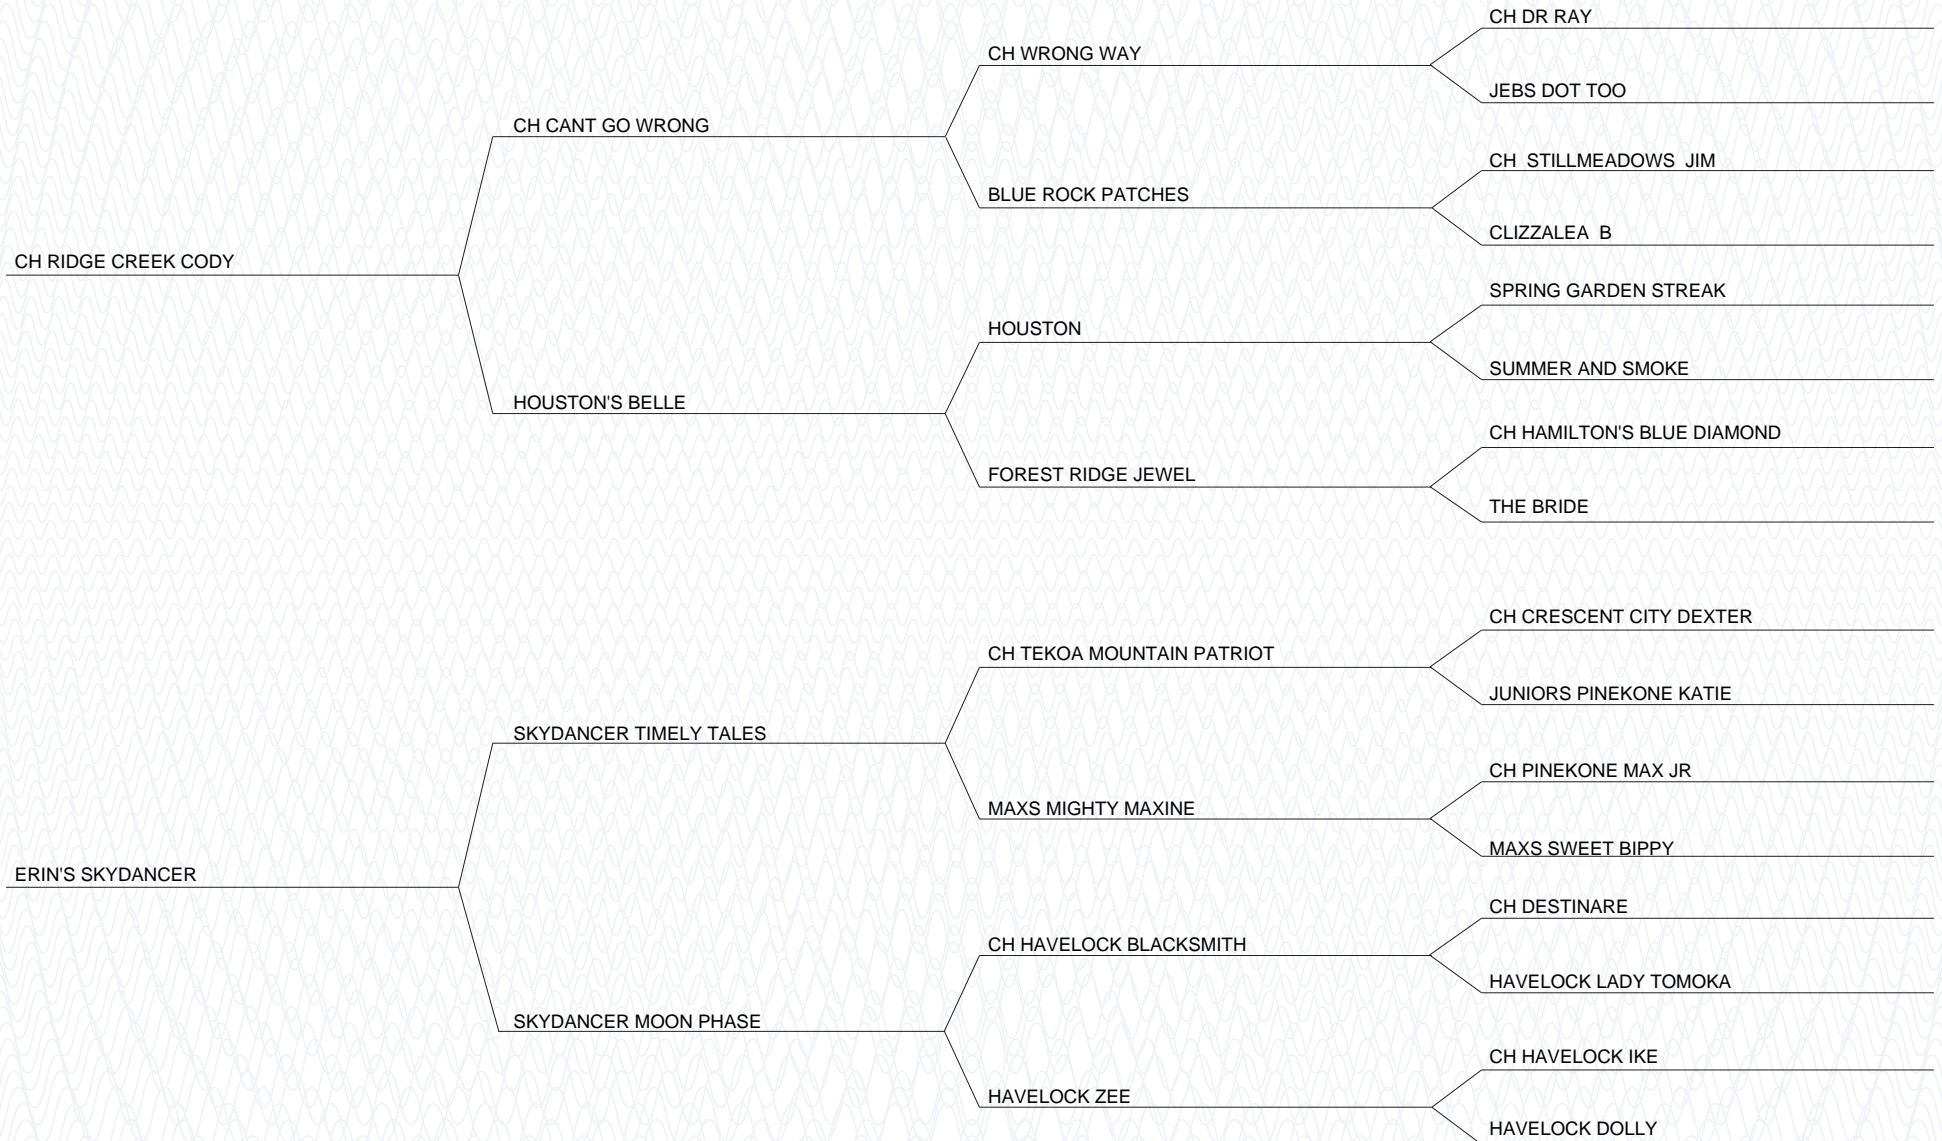 CH DR RAY
CH WRONG WAY
JEBS DOT TOO
CH CANT GO WRONG
CH  STILLMEADOWS  JIM
BLUE ROCK PATCHES
CLIZZALEA  B
CH RIDGE CREEK CODY
SPRING GARDEN STREAK
HOUSTON
SUMMER AND SMOKE
HOUSTON'S BELLE
CH HAMILTON'S BLUE DIAMOND
FOREST RIDGE JEWEL
THE BRIDE
CH CRESCENT CITY DEXTER
CH TEKOA MOUNTAIN PATRIOT
JUNIORS PINEKONE KATIE
SKYDANCER TIMELY TALES
CH PINEKONE MAX JR
MAXS MIGHTY MAXINE
MAXS SWEET BIPPY
ERIN'S SKYDANCER
CH DESTINARE
CH HAVELOCK BLACKSMITH
HAVELOCK LADY TOMOKA
SKYDANCER MOON PHASE
CH HAVELOCK IKE
HAVELOCK ZEE
HAVELOCK DOLLY